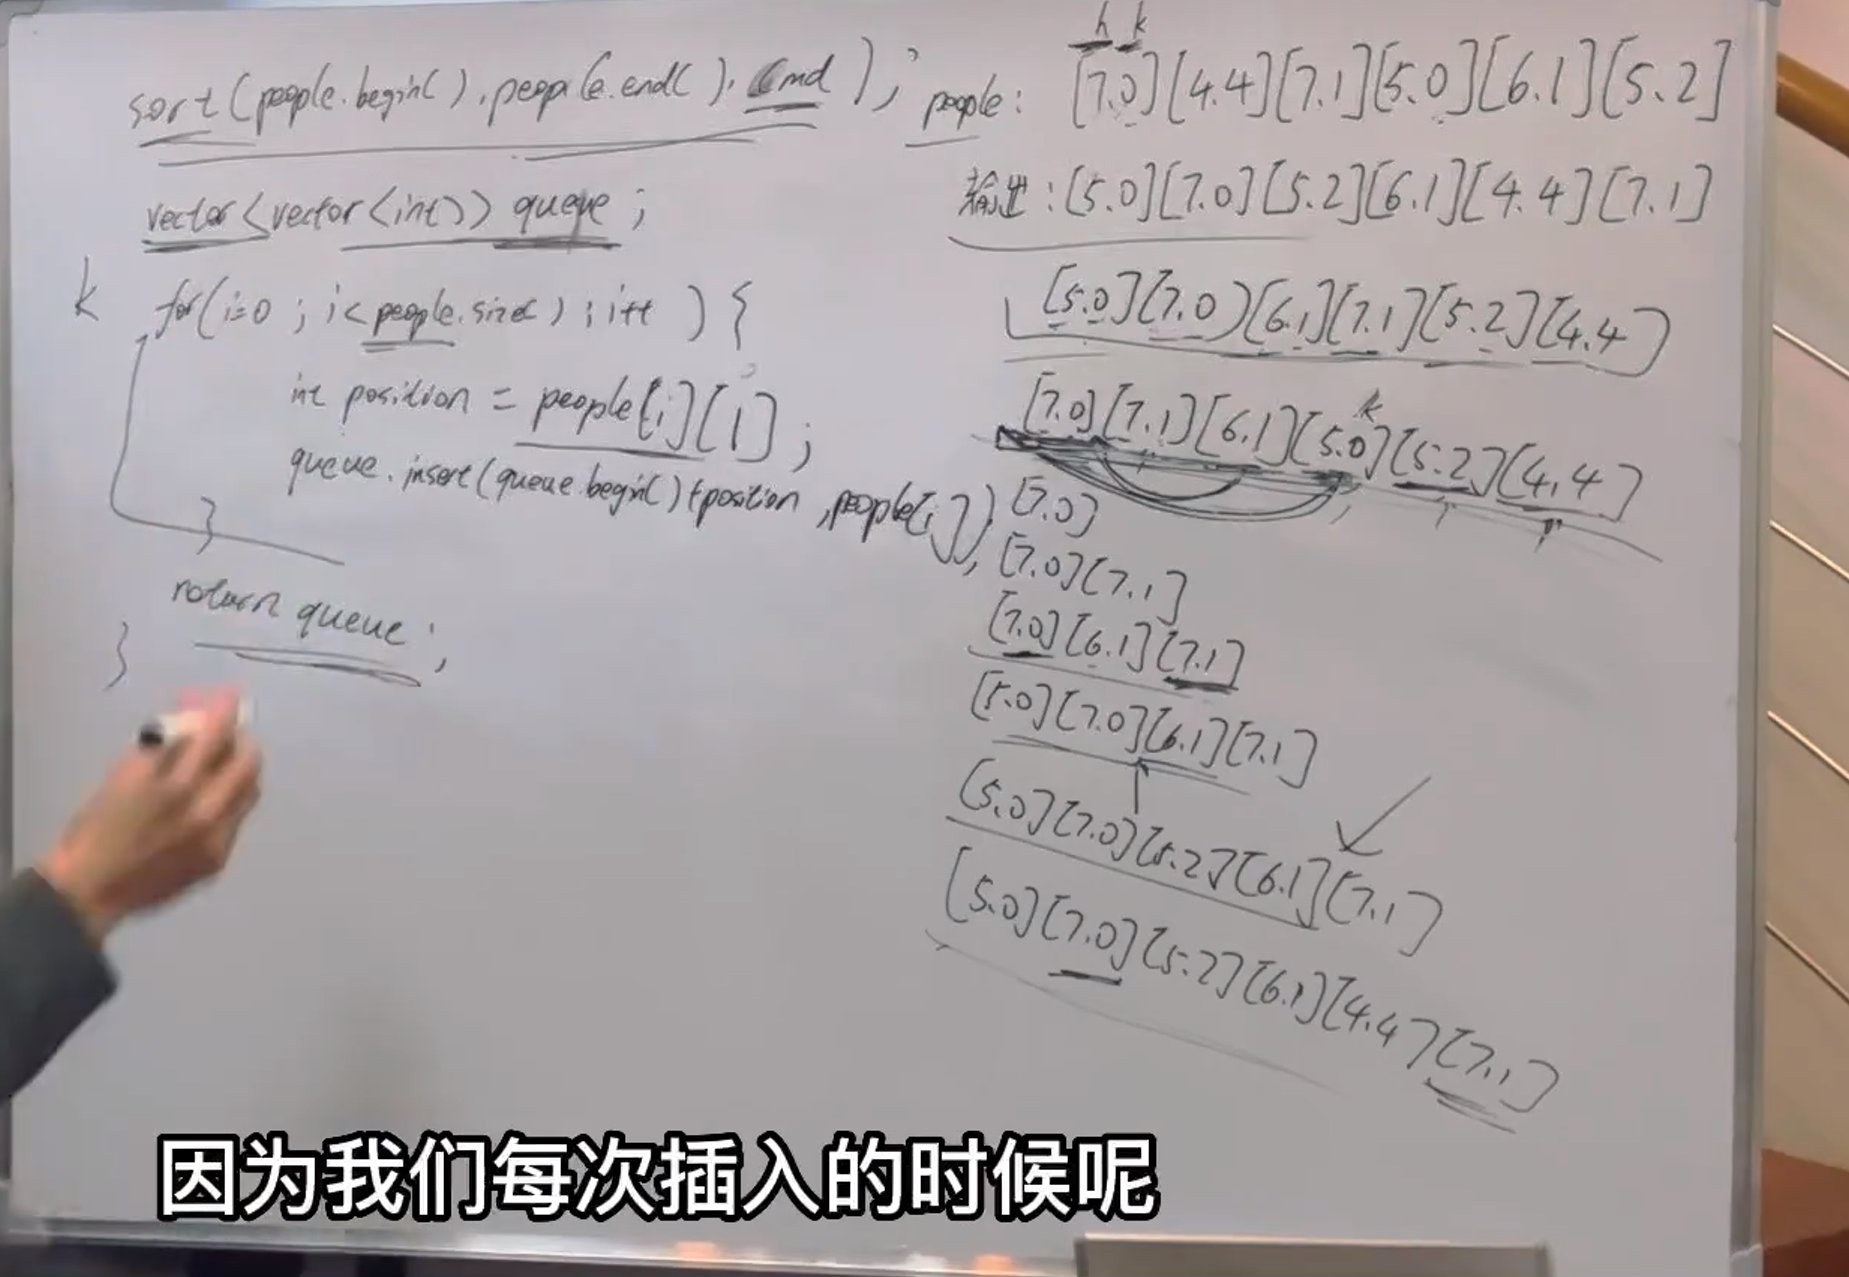 sort(people.begin(),people.end(),cmd);
vector<vector<int>> queue;
k
for(i=0;i<people.size();i++){
int position = people[i][1];
queue.insert(queue.begin()+position,people[i]);
}
return queue;
}
h k
people: [7.0][4.4][7.1][5.0][6.1][5.2]
输出:[5.0][7.0][5.2][6.1][4.4][7.1]
[5.0][7.0)[6.1][7.1][5.2][4.4]
k
[7.0][7.1][6.1][5.0][5.2][4.4]
[7.0]
[7.0][7.1]
[7.0][6.1][7.1]
[5.0][7.0][6.1][7.1]
[5.0][7.0][5.2][6.1][7.1]
[5.0][7.0][5.2][6.1][4.4][7.1]
因为我们每次插入的时候呢